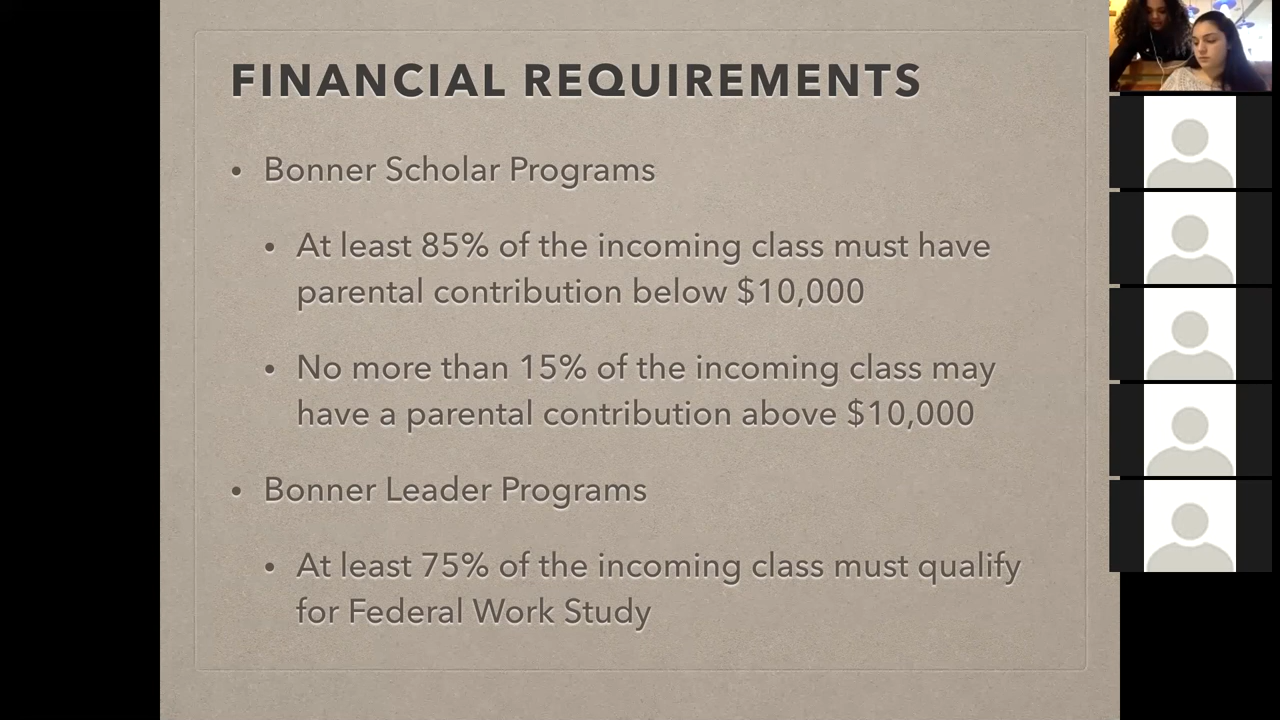 FINANCIAL REQUIREMENTS
• Bonner Scholar Programs
• At least 85% of the incoming class must have
parental contribution below $10,000
• No more than 15% of the incoming class may
have a parental contribution above $10,000
• Bonner Leader Programs
• At least 75% of the incoming class must qualify
for Federal Work Study